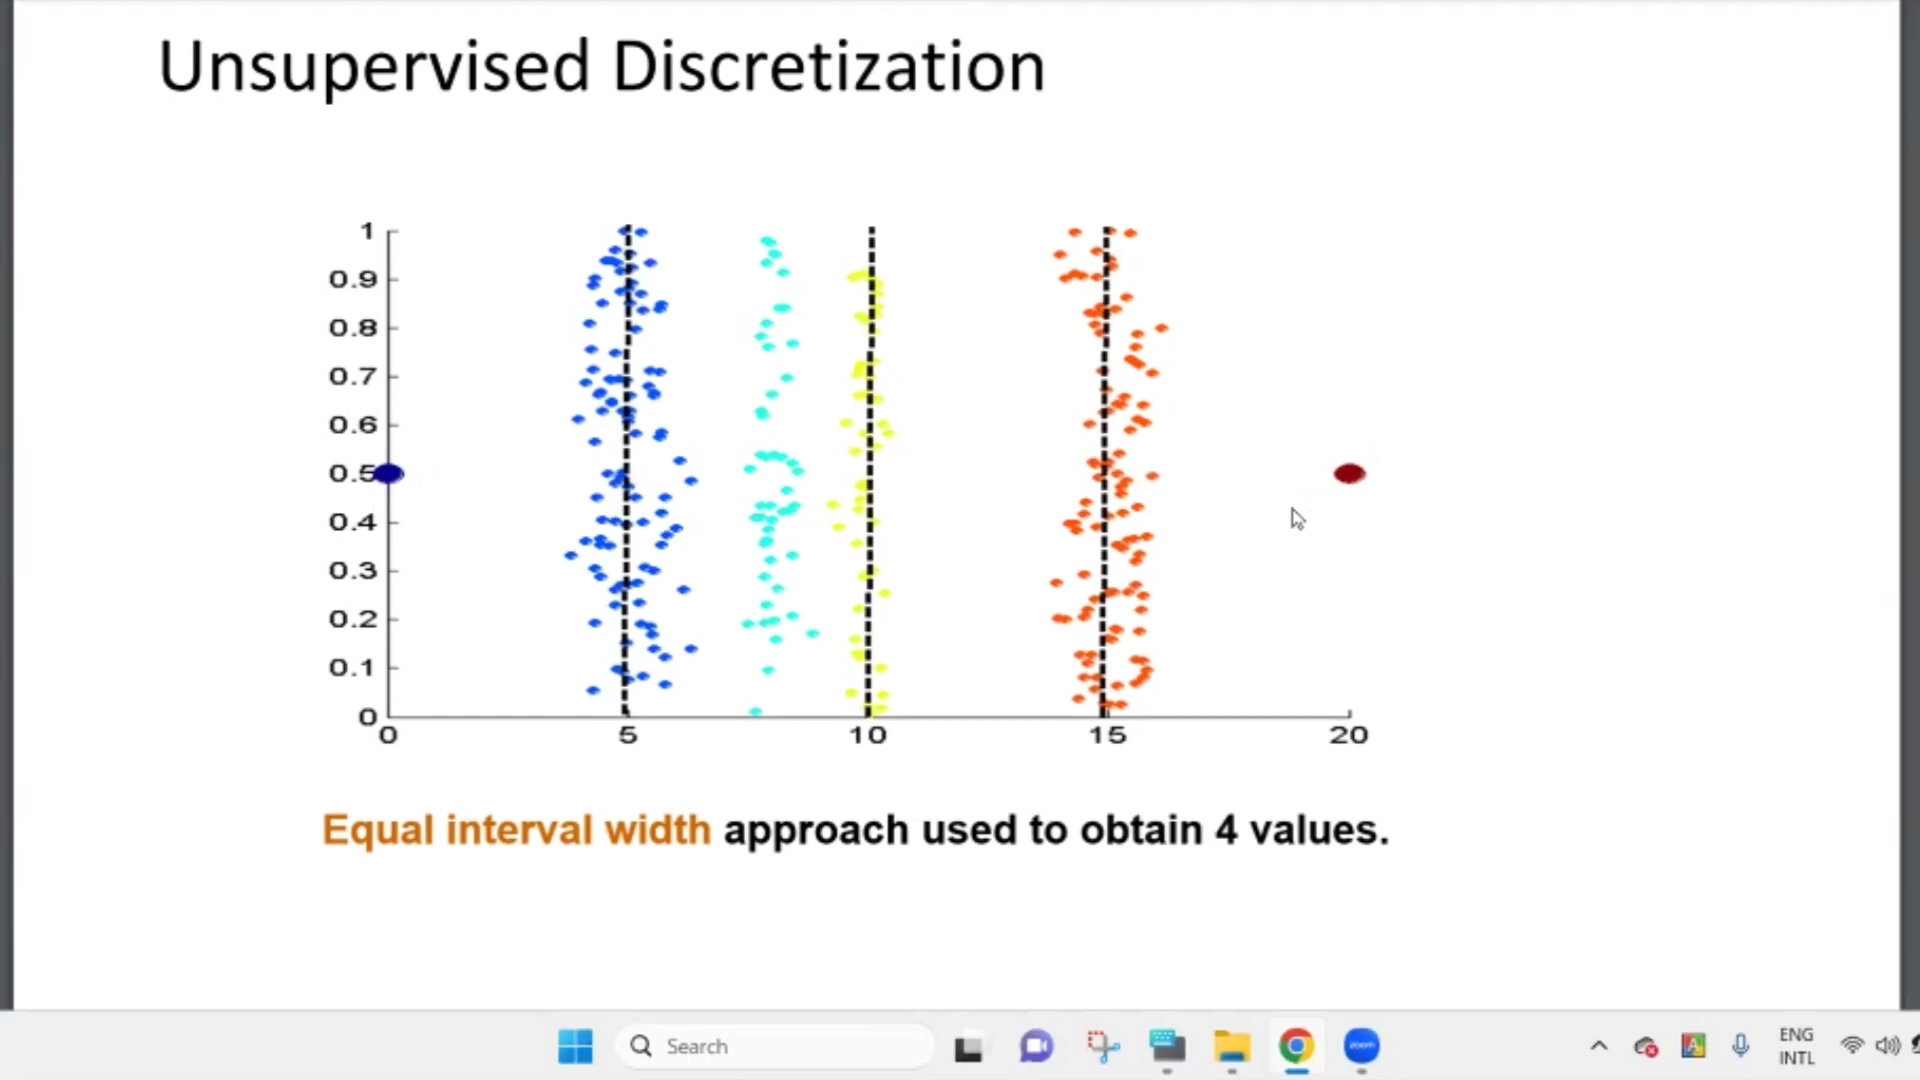 Unsupervised Discretization
1
0.9
0.8
0.7
0.6
0.5
0.4
0.3
0.2
0.1
0
0 5 10 15 20
Equal interval width approach used to obtain 4 values.
Search
zoom
ENG
INTL